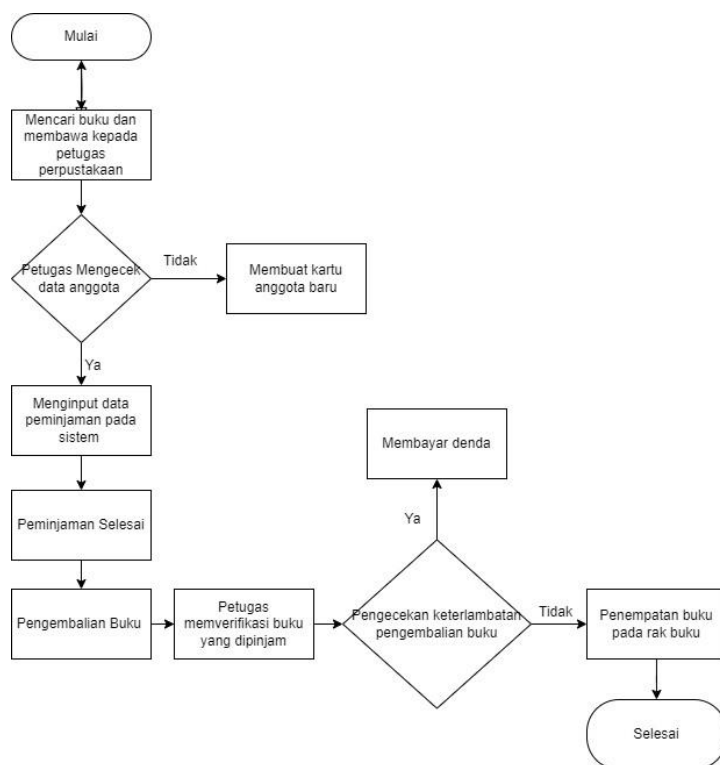 Mulai
Mencari buku dan
membawa kepada
petugas
perpustakaan
Petugas Mengecek
data anggota
Tidak
Membuat kartu
anggota baru
Ya
Menginput data
peminjaman pada
sistem
Peminjaman Selesai
Pengembalian Buku
Petugas
memverifikasi buku
yang dipinjam
Pengecekan keterlambatan
pengembalian buku
Ya
Membayar denda
Tidak
Penempatan buku
pada rak buku
Selesai